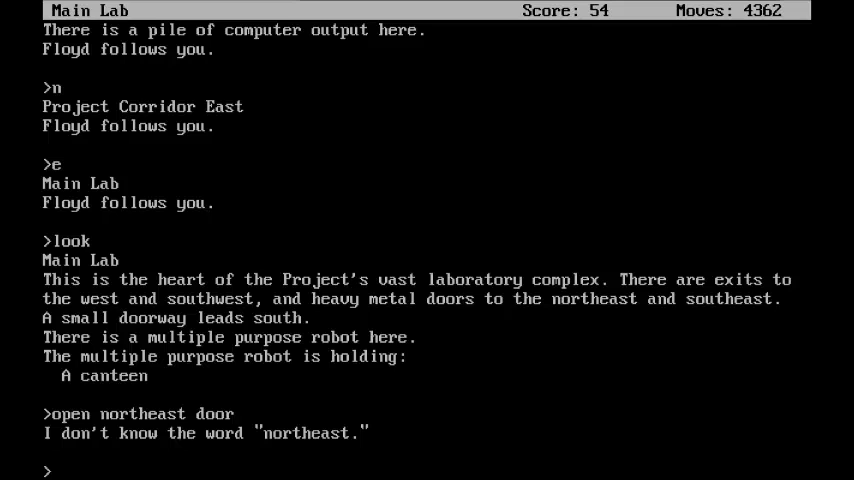 Main Lab Score: 54 Moves: 4362
There is a pile of computer output here.
Floyd follows you.
>n
Project Corridor East
Floyd follows you.
>e
Main Lab
Floyd follows you.
>look
Main Lab
This is the heart of the Project's vast laboratory complex. There are exits to
the west and southwest, and heavy metal doors to the northeast and southeast.
A small doorway leads south.
There is a multiple purpose robot here.
The multiple purpose robot is holding:
A canteen
>open northeast door
I don't know the word "northeast."
>